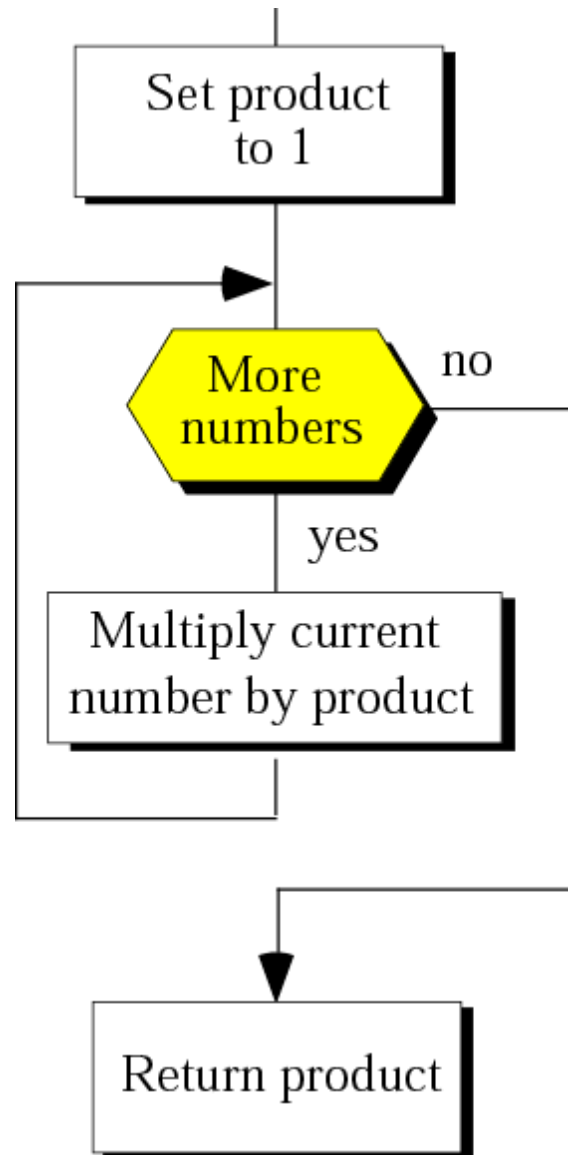 Set product
to 1
More
numbers
no
yes
Multiply current
number by product
Return product